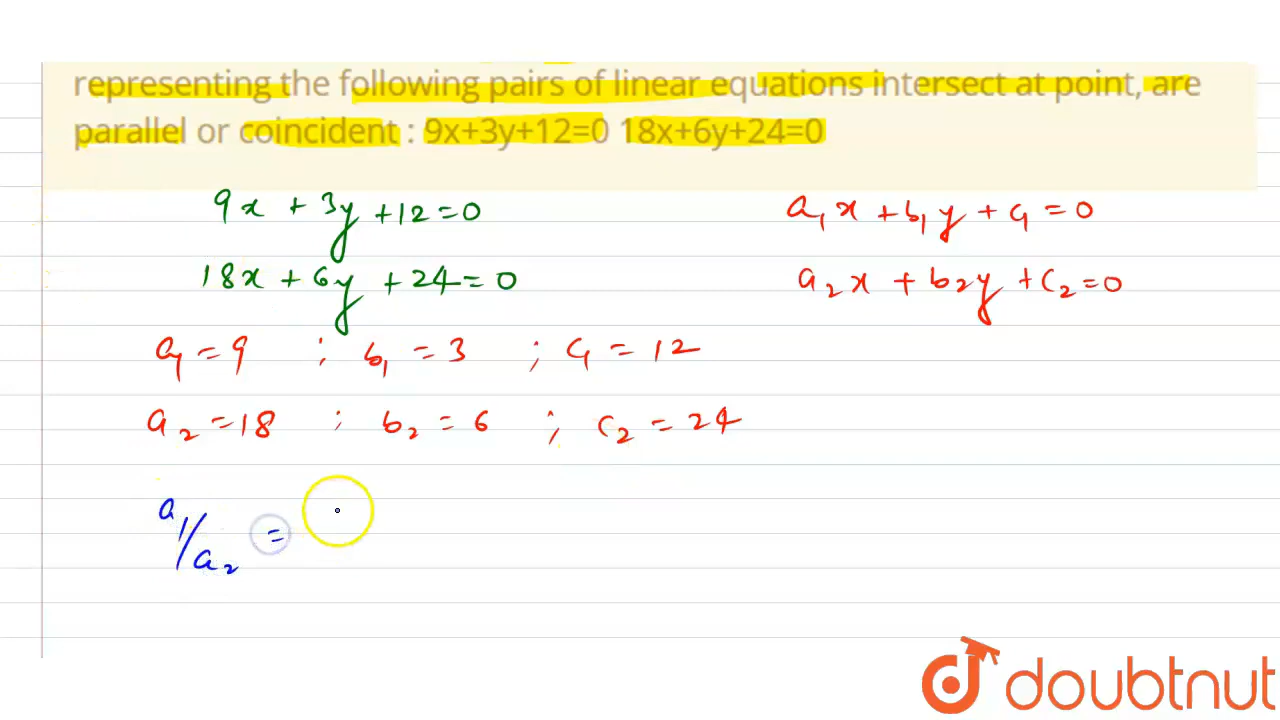 representing the following pairs of linear equations intersect at point, are
parallel or coincident : 9x+3y+12=0 18x+6y+24=0
9x + 3y + 12 = 0
a₁x + b₁y + c₁ = 0
18x + 6y + 24 = 0
a₂x + b₂y + c₂ = 0
a₁ = 9 ; b₁ = 3 ; c₁ = 12
a₂ = 18 ; b₂ = 6 ; c₂ = 24
a₁/a₂ =
doubtnut